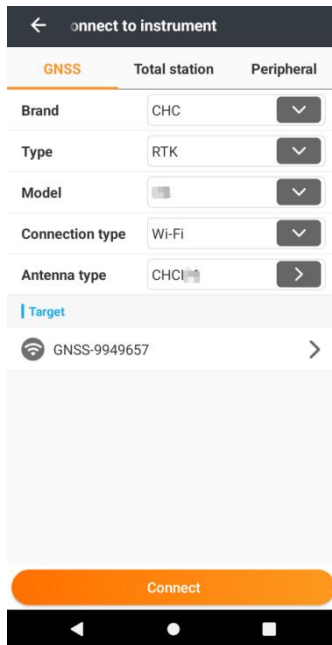 onnect to instrument
GNSS Total station Peripheral
Brand CHC
Type RTK
Model
Connection type Wi-Fi
Antenna type CHCI
Target
GNSS-9949657
Connect